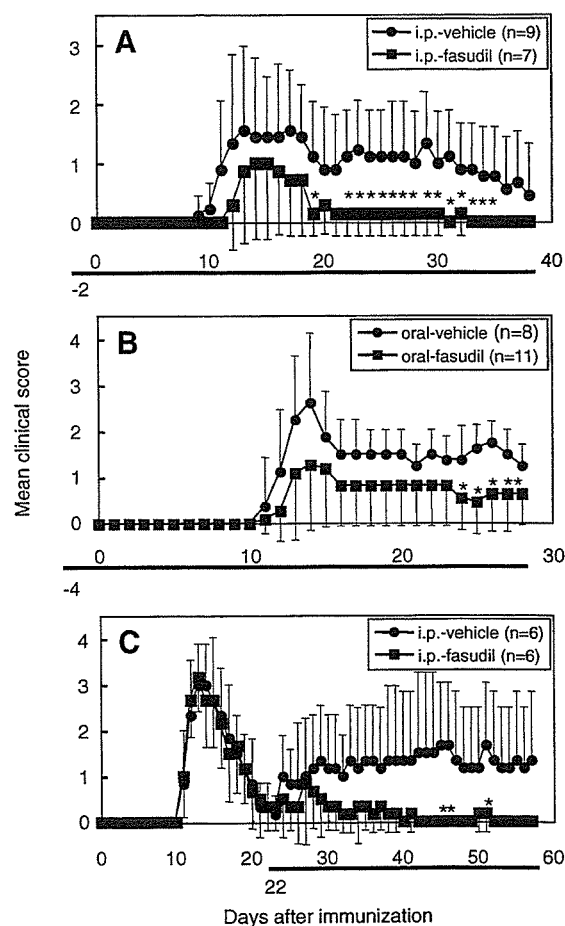 A
i.p.-vehicle (n=9)
i.p.-fasudil (n=7)
3
2
1
0
* * * * * * * * * * * * * *
0 10 20 30 40
-2
B
oral-vehicle (n=8)
oral-fasudil (n=11)
4
3
2
1
0
* * * * *
0 10 20 30
-4
Mean clinical score
C
i.p.-vehicle (n=6)
i.p.-fasudil (n=6)
4
3
2
1
0
** *
0 10 20 30 40 50 60
22
Days after immunization